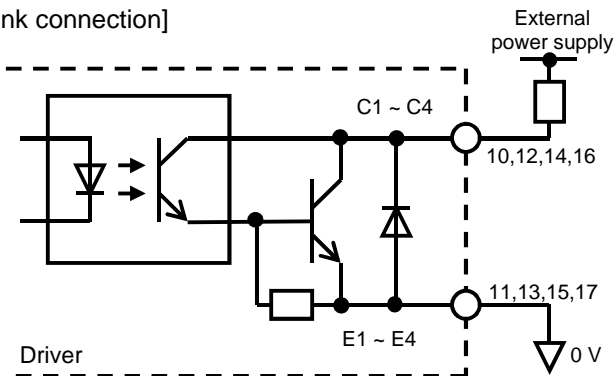 nk connection]
External
power supply
C1 ~ C4
10,12,14,16
11,13,15,17
E1 ~ E4
Driver
0 V